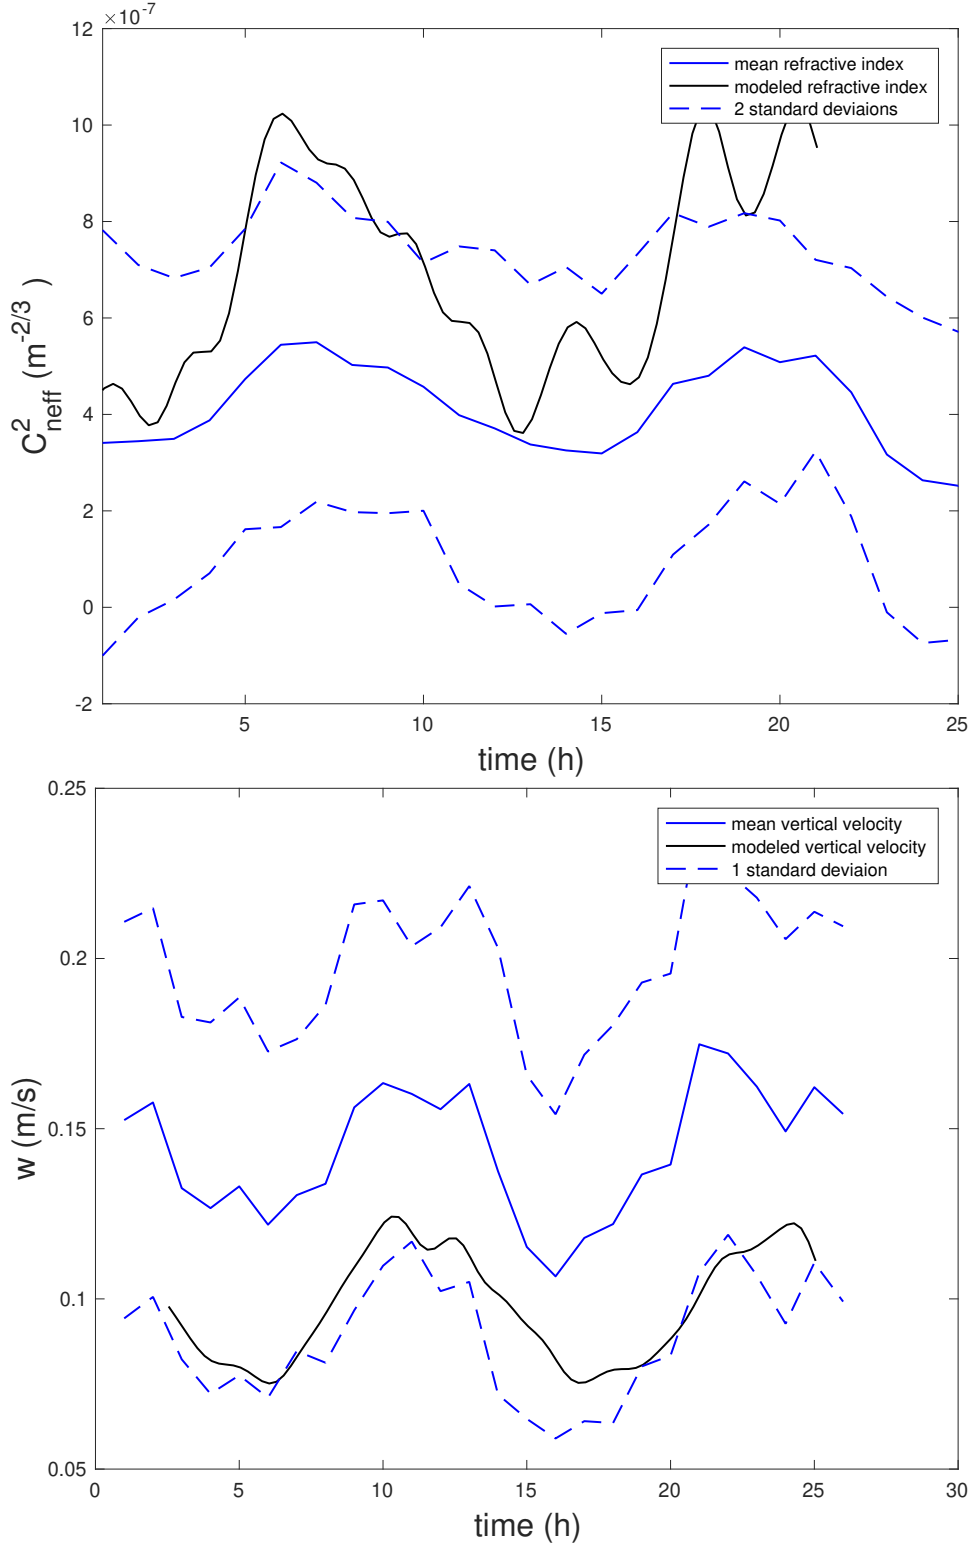 ×10^-7
12
10
8
6
4
2
0
-2
C^2_neff (m^-2/3)
mean refractive index
modeled refractive index
2 standard deviaions
5 10 15 20 25
time (h)
0.25
0.2
0.15
0.1
0.05
w (m/s)
mean vertical velocity
modeled vertical velocity
1 standard deviaion
0 5 10 15 20 25 30
time (h)